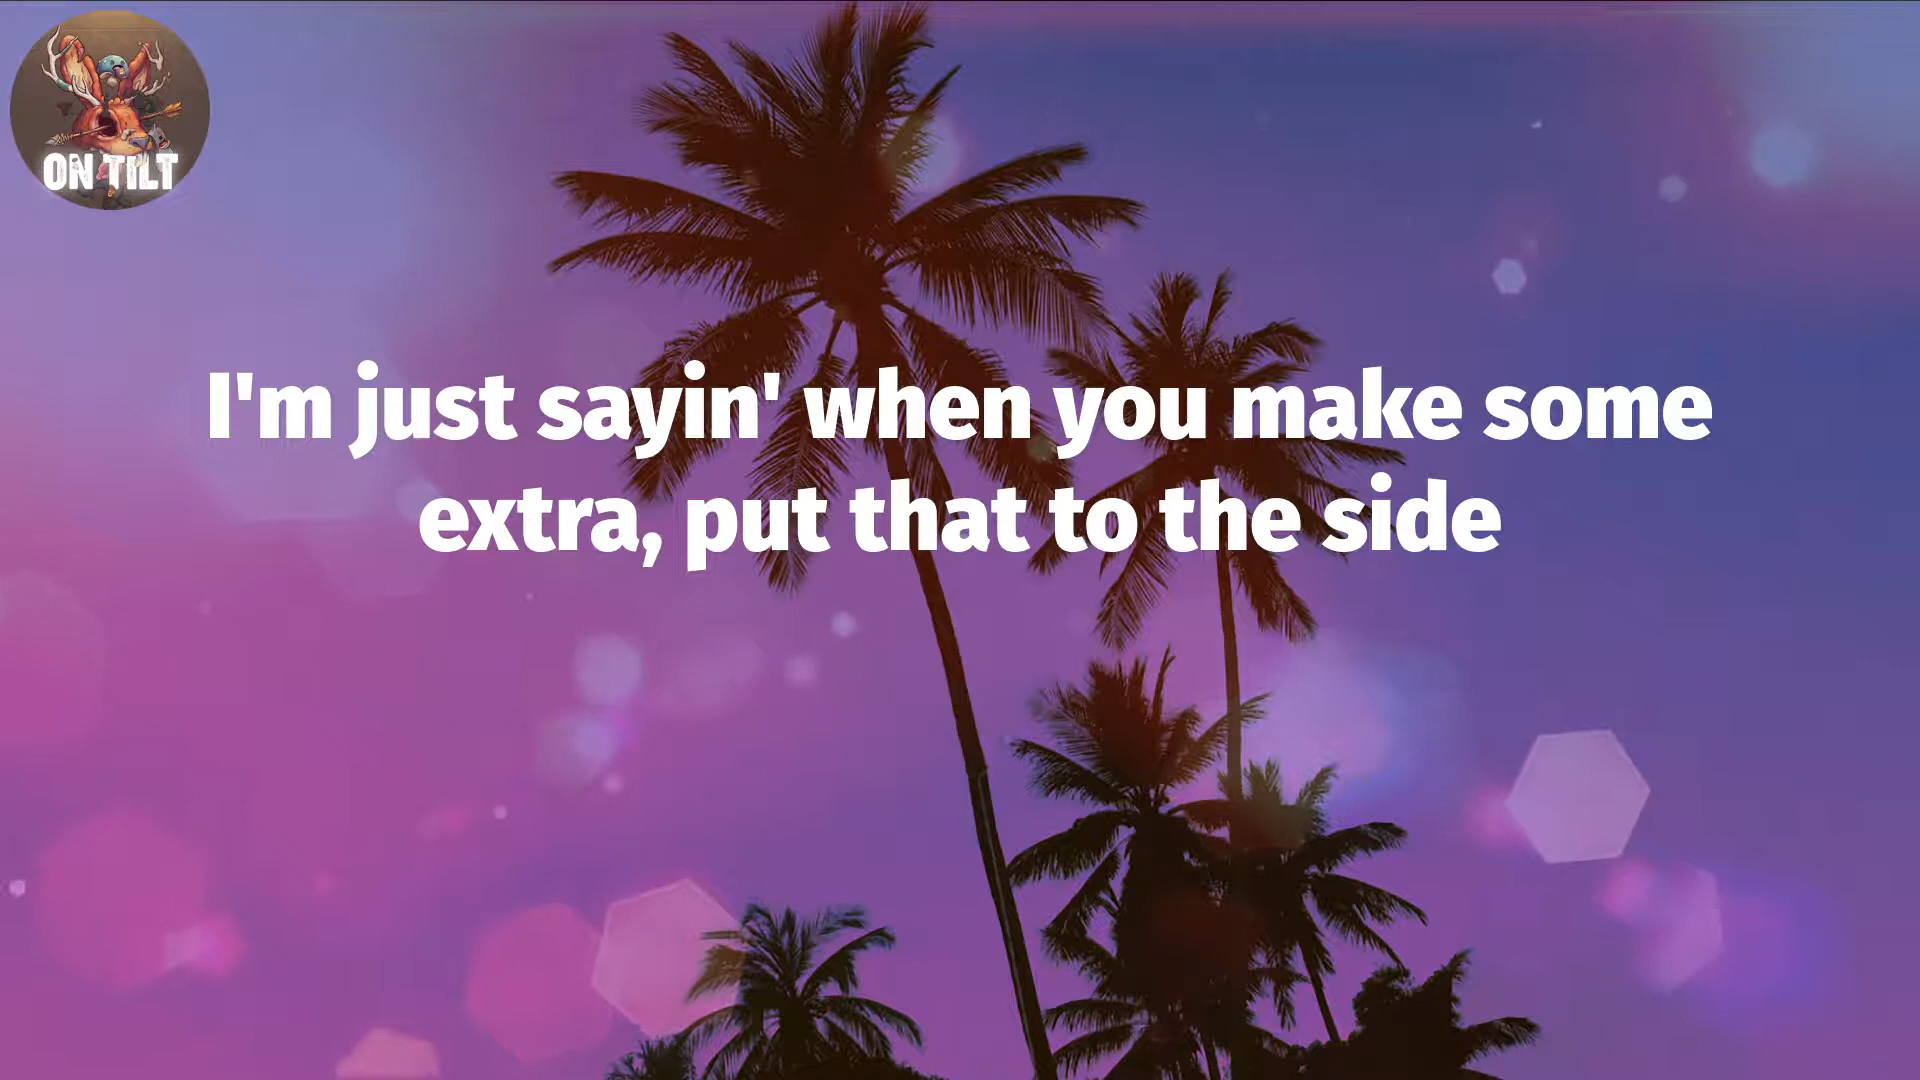 ON TILT
I'm just sayin' when you make some
extra, put that to the side